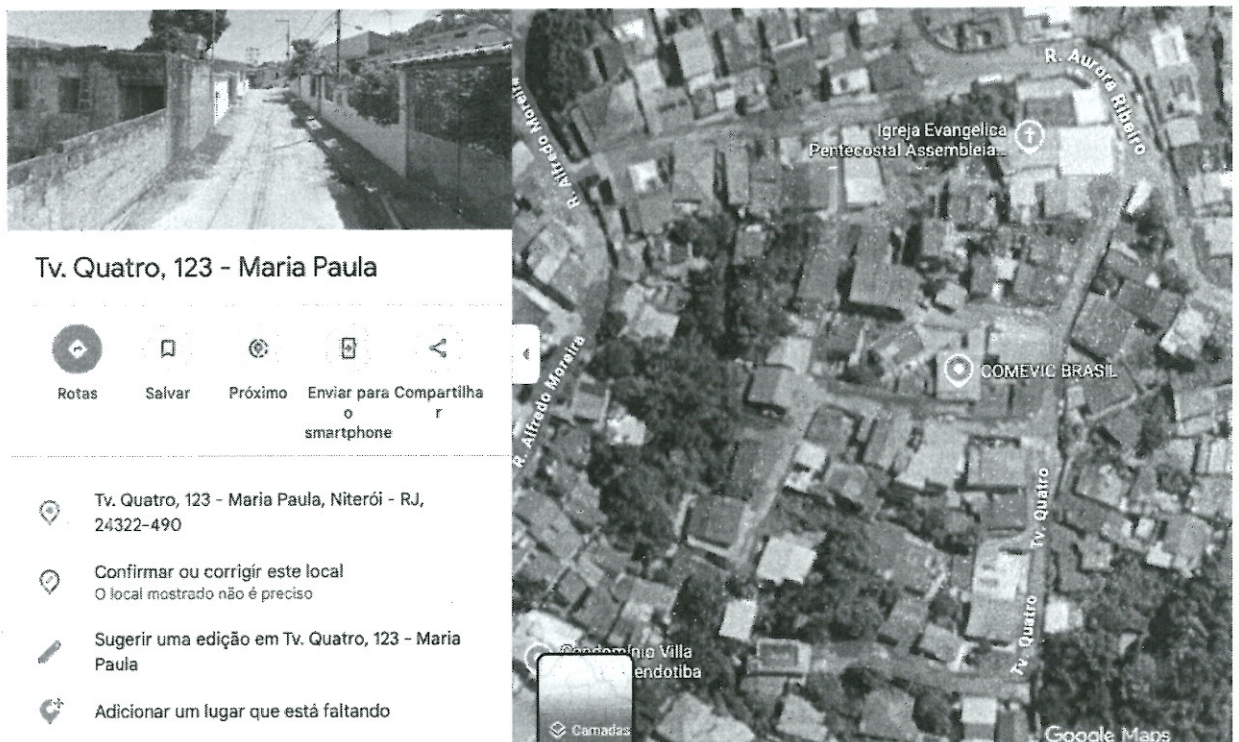 Tv. Quatro, 123 - Maria Paula
Rotas
Salvar
Próximo
Enviar para
o
smartphone
Compartilha
r
Tv. Quatro, 123 - Maria Paula, Niterói - RJ,
24322-490
Confirmar ou corrigir este local
O local mostrado não é preciso
Sugerir uma edição em Tv. Quatro, 123 - Maria
Paula
Adicionar um lugar que está faltando
R. Aurora Ribeiro
Igreja Evangelica
Pentecostal Assembleia...
R. Alfredo Moreira
R. Alfredo Moreira
COMEVIC BRASIL
Tv. Quatro
Tv. Quatro
Condomínio Villa
endotiba
Camadas
Google Maps